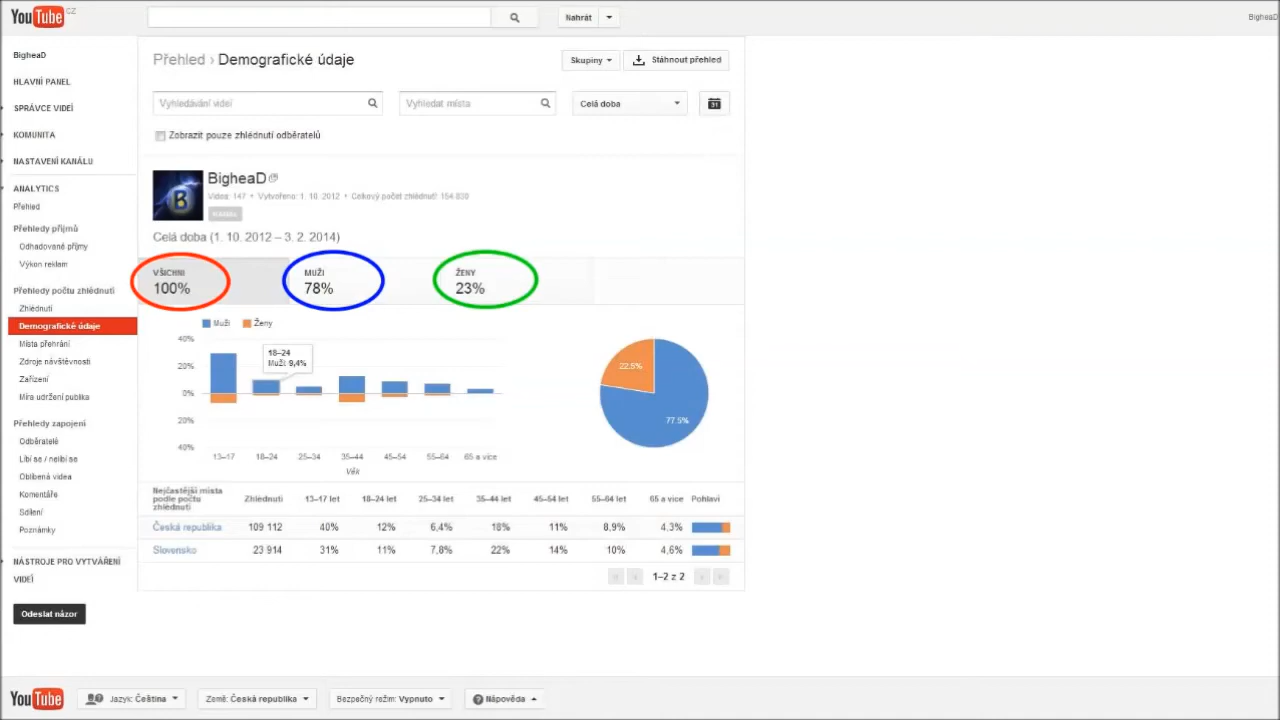 YouTube CZ
Nahrát
BigheaD
BigheaD
HLAVNÍ PANEL
SPRÁVCE VIDEÍ
KOMUNITA
NASTAVENÍ KANÁLU
ANALYTICS
Přehled
Přehledy příjmů
Odhadované příjmy
Výkon reklam
Přehledy počtu zhlédnutí
Zhlédnutí
Demografické údaje
Místa přehrání
Zdroje návštěvnosti
Zařízení
Míra udržení publika
Přehledy zapojení
Odběratelé
Líbí se / nelíbí se
Oblíbená videa
Komentáře
Sdílení
Poznámky
NÁSTROJE PRO VYTVÁŘENÍ
VIDEÍ
Odeslat názor
Přehled › Demografické údaje
Skupiny
Stáhnout přehled
Vyhledávání videí
Vyhledat místa
Celá doba
31
Zobrazit pouze zhlédnutí odběratelů
B
BigheaD
Videa: 147 • Vytvořeno: 1. 10. 2012 • Celkový počet zhlédnutí: 154 830
Celá doba (1. 10. 2012 – 3. 2. 2014)
VŠICHNI
100%
MUŽI
78%
ŽENY
23%
Muži Ženy
40%
20%
0%
20%
40%
18–24
Muži: 9,4%
13–17 18–24 25–34 35–44 45–54 55–64 65 a více
Věk
22.5%
77.5%
Nejčastější místa podle počtu zhlédnutí Zhlédnutí 13–17 let 18–24 let 25–34 let 35–44 let 45–54 let 55–64 let 65 a více Pohlaví
Česká republika 109 112 40% 12% 6,4% 18% 11% 8,9% 4,3%
Slovensko 23 914 31% 11% 7,8% 22% 14% 10% 4,6%
1–2 z 2
YouTube
Jazyk: Čeština
Země: Česká republika
Bezpečný režim: Vypnuto
Nápověda